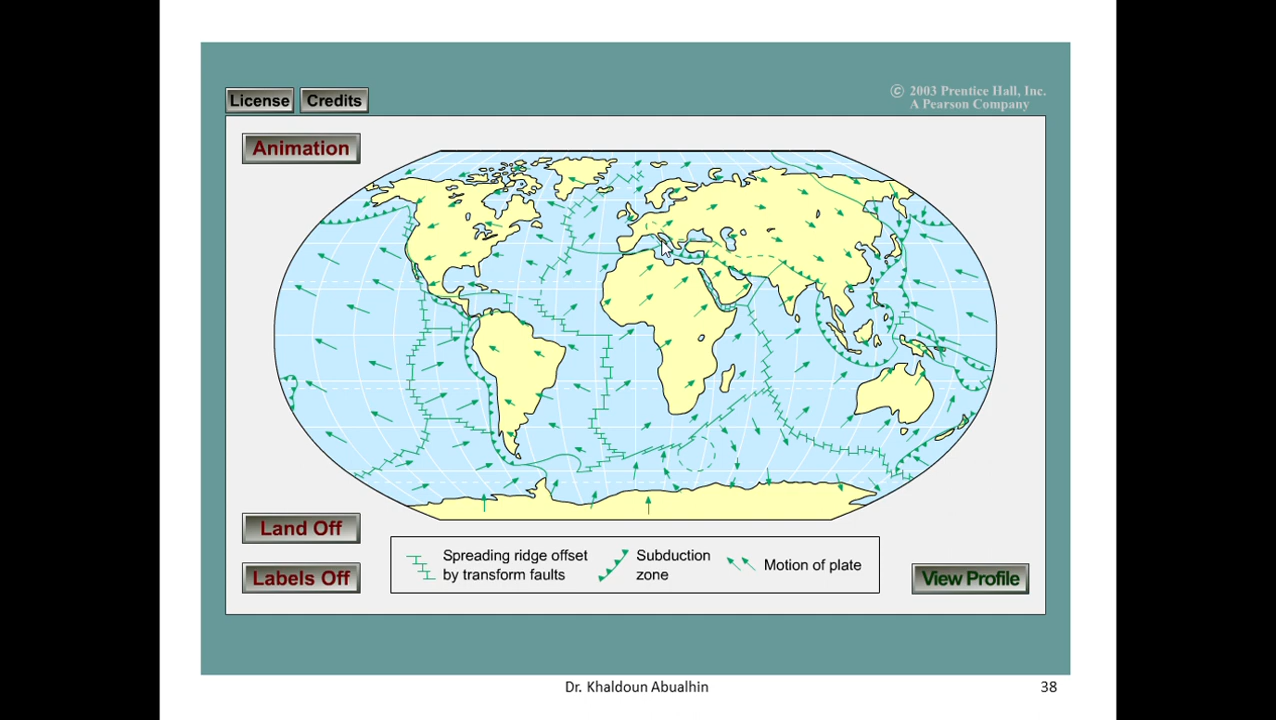 License Credits
© 2003 Prentice Hall, Inc.
A Pearson Company
Animation
Land Off
Labels Off
Spreading ridge offset
by transform faults
Subduction
zone
Motion of plate
View Profile
Dr. Khaldoun Abualhin
38